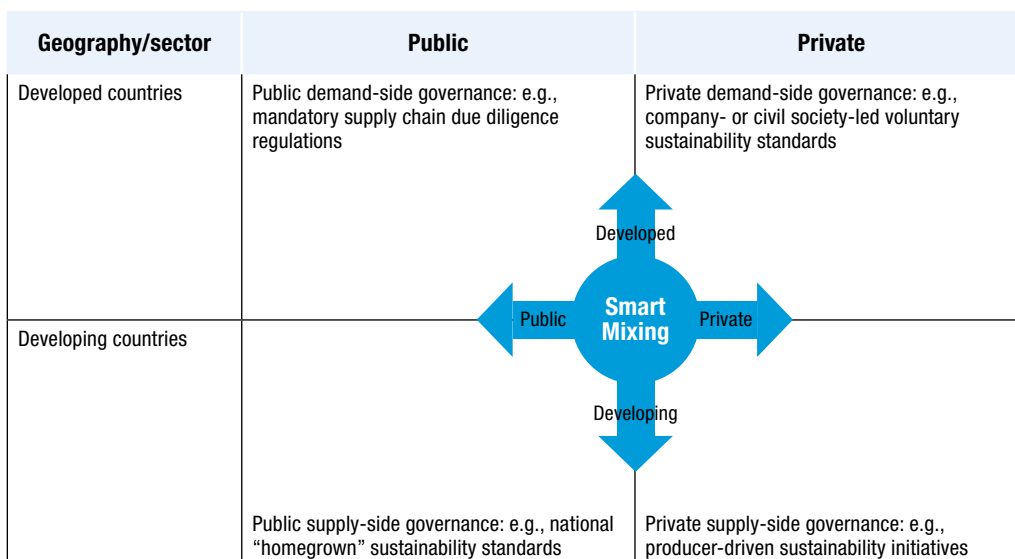 Geography/sector
Public
Private
Developed countries
Public demand-side governance: e.g.,
mandatory supply chain due diligence
regulations
Private demand-side governance: e.g.,
company- or civil society-led voluntary
sustainability standards
Developed
Public
Smart
Mixing
Private
Developing countries
Developing
Public supply-side governance: e.g., national
“homegrown” sustainability standards
Private supply-side governance: e.g.,
producer-driven sustainability initiatives